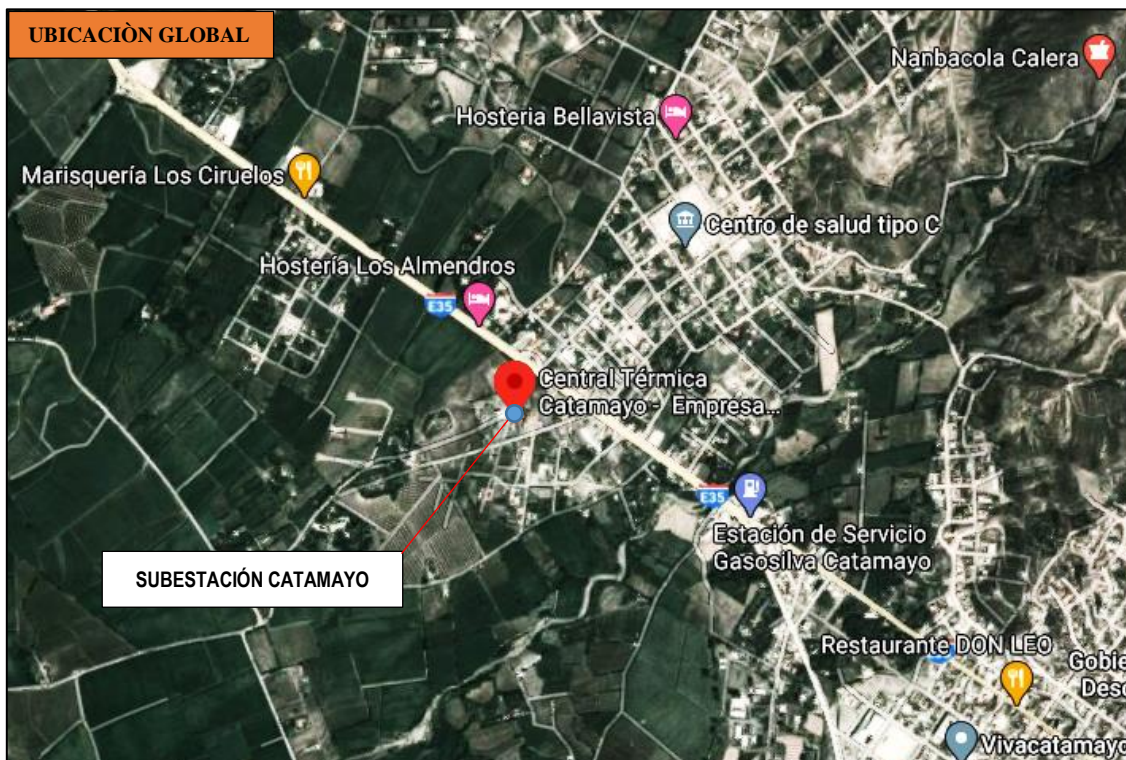 UBICACIÒN GLOBAL
Nanbacola Calera
Hosteria Bellavista
Marisquería Los Ciruelos
Centro de salud tipo C
Hostería Los Almendros
E35
Central Térmica
Catamayo - Empresa...
E35
Estación de Servicio
Gasosilva Catamayo
SUBESTACIÓN CATAMAYO
Restaurante DON LEO
Gobie
Desc
Vivacatamayo